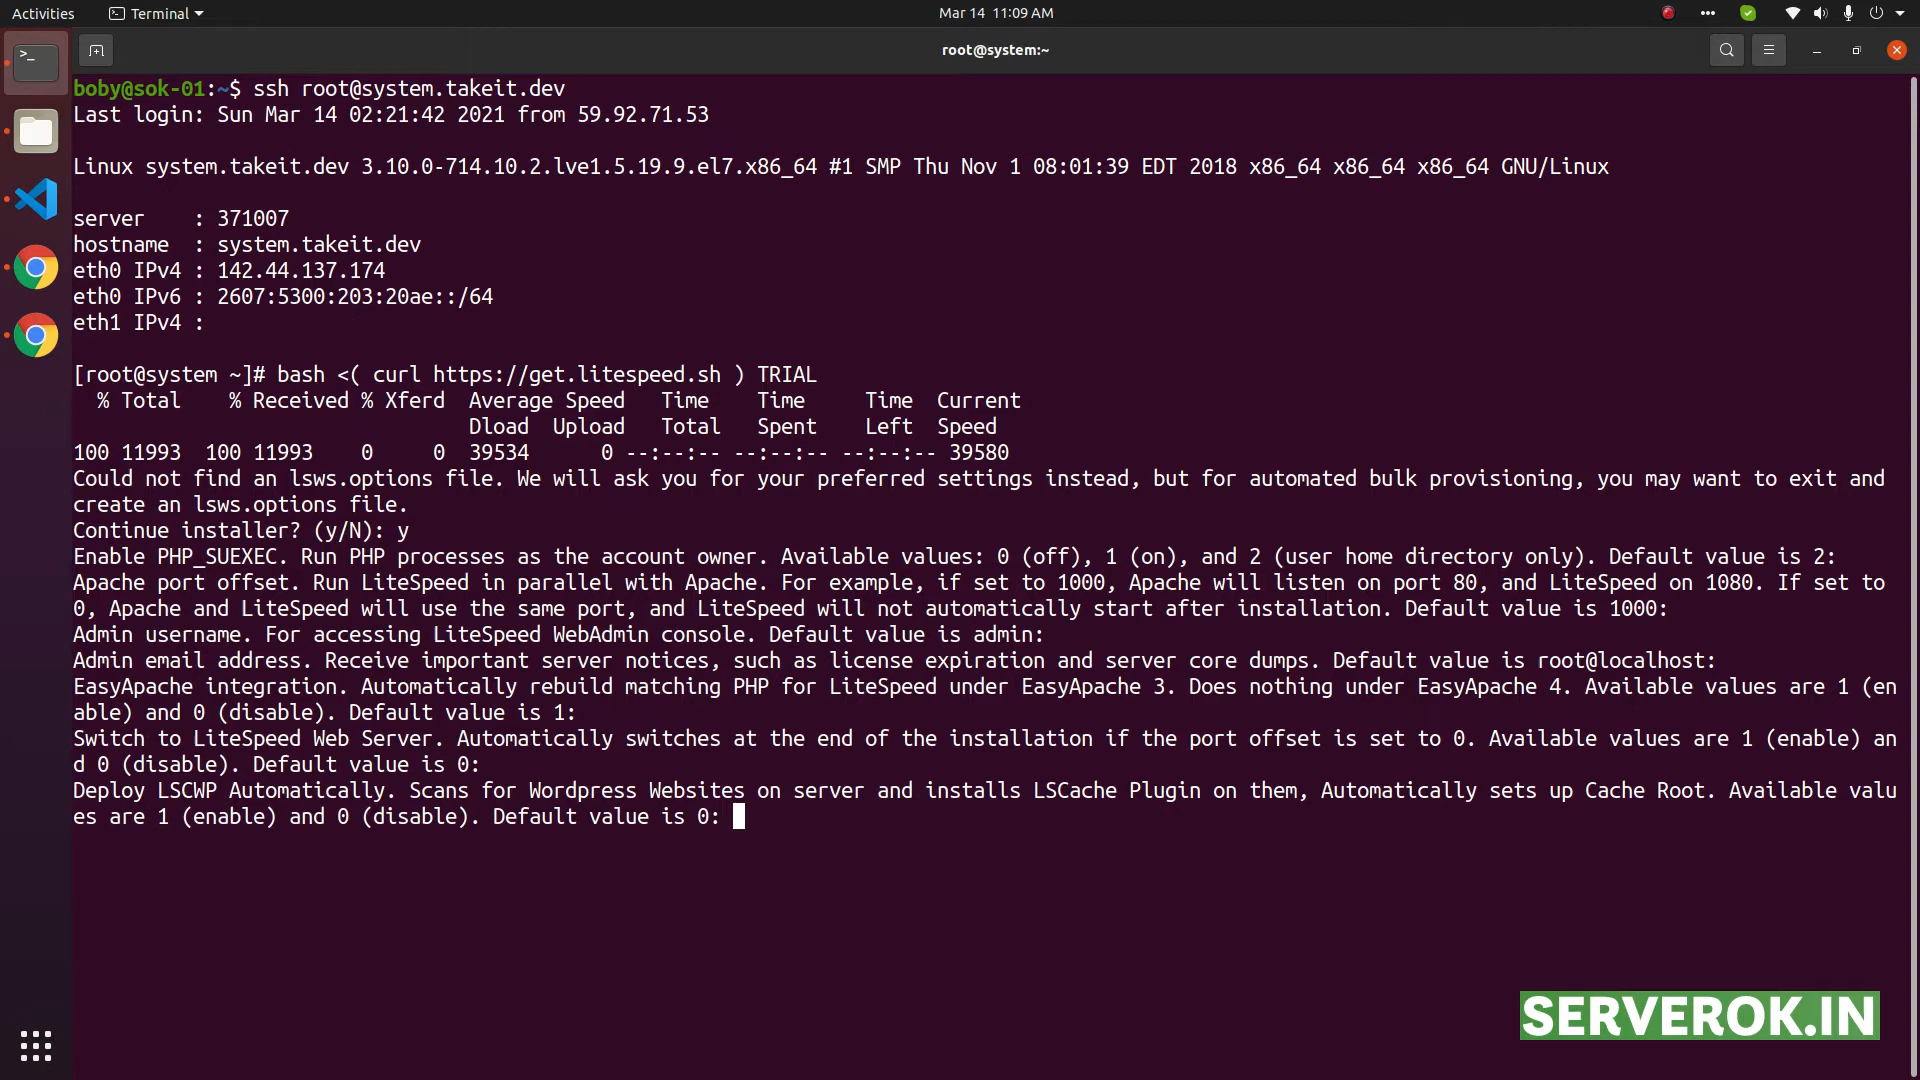 Activities Terminal Mar 14 11:09 AM
root@system:~
boby@sok-01:~$ ssh root@system.takeit.dev
Last login: Sun Mar 14 02:21:42 2021 from 59.92.71.53
Linux system.takeit.dev 3.10.0-714.10.2.lve1.5.19.9.el7.x86_64 #1 SMP Thu Nov 1 08:01:39 EDT 2018 x86_64 x86_64 x86_64 GNU/Linux
server    : 371007
hostname  : system.takeit.dev
eth0 IPv4 : 142.44.137.174
eth0 IPv6 : 2607:5300:203:20ae::/64
eth1 IPv4 :
[root@system ~]# bash <( curl https://get.litespeed.sh ) TRIAL
  % Total    % Received % Xferd  Average Speed   Time    Time     Time  Current
                                 Dload  Upload   Total   Spent    Left  Speed
100 11993  100 11993    0     0  39534      0 --:--:-- --:--:-- --:--:-- 39580
Could not find an lsws.options file. We will ask you for your preferred settings instead, but for automated bulk provisioning, you may want to exit and
create an lsws.options file.
Continue installer? (y/N): y
Enable PHP_SUEXEC. Run PHP processes as the account owner. Available values: 0 (off), 1 (on), and 2 (user home directory only). Default value is 2:
Apache port offset. Run LiteSpeed in parallel with Apache. For example, if set to 1000, Apache will listen on port 80, and LiteSpeed on 1080. If set to
0, Apache and LiteSpeed will use the same port, and LiteSpeed will not automatically start after installation. Default value is 1000:
Admin username. For accessing LiteSpeed WebAdmin console. Default value is admin:
Admin email address. Receive important server notices, such as license expiration and server core dumps. Default value is root@localhost:
EasyApache integration. Automatically rebuild matching PHP for LiteSpeed under EasyApache 3. Does nothing under EasyApache 4. Available values are 1 (en
able) and 0 (disable). Default value is 1:
Switch to LiteSpeed Web Server. Automatically switches at the end of the installation if the port offset is set to 0. Available values are 1 (enable) an
d 0 (disable). Default value is 0:
Deploy LSCWP Automatically. Scans for Wordpress Websites on server and installs LSCache Plugin on them, Automatically sets up Cache Root. Available valu
es are 1 (enable) and 0 (disable). Default value is 0:
SERVEROK.IN